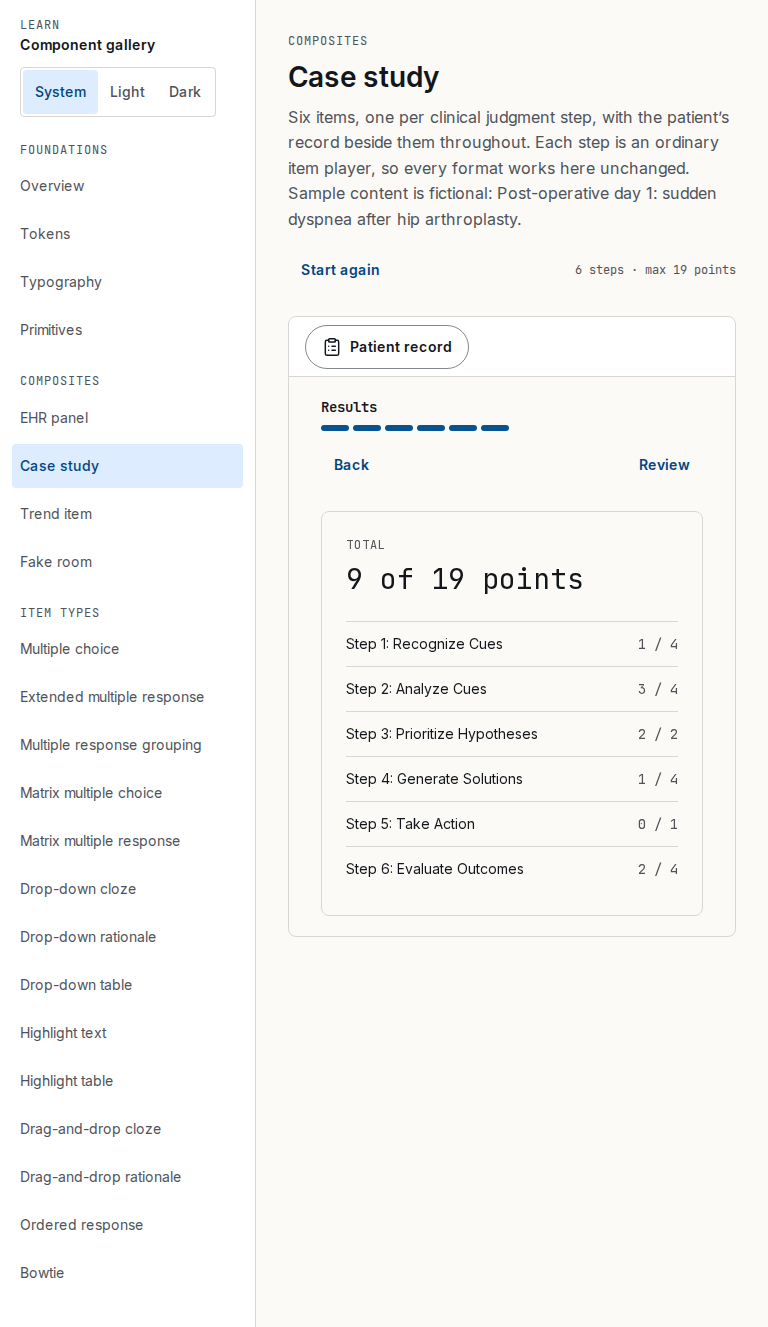 LEARN
Component gallery
System
Light
Dark
FOUNDATIONS
Overview
Tokens
Typography
Primitives
COMPOSITES
EHR panel
Case study
Trend item
Fake room
ITEM TYPES
Multiple choice
Extended multiple response
Multiple response grouping
Matrix multiple choice
Matrix multiple response
Drop-down cloze
Drop-down rationale
Drop-down table
Highlight text
Highlight table
Drag-and-drop cloze
Drag-and-drop rationale
Ordered response
Bowtie
COMPOSITES
Case study
Six items, one per clinical judgment step, with the patient’s
record beside them throughout. Each step is an ordinary
item player, so every format works here unchanged.
Sample content is fictional: Post-operative day 1: sudden
dyspnea after hip arthroplasty.
Start again
6 steps · max 19 points
Patient record
Results
Back
Review
TOTAL
9 of 19 points
Step 1: Recognize Cues 1 / 4
Step 2: Analyze Cues 3 / 4
Step 3: Prioritize Hypotheses 2 / 2
Step 4: Generate Solutions 1 / 4
Step 5: Take Action 0 / 1
Step 6: Evaluate Outcomes 2 / 4